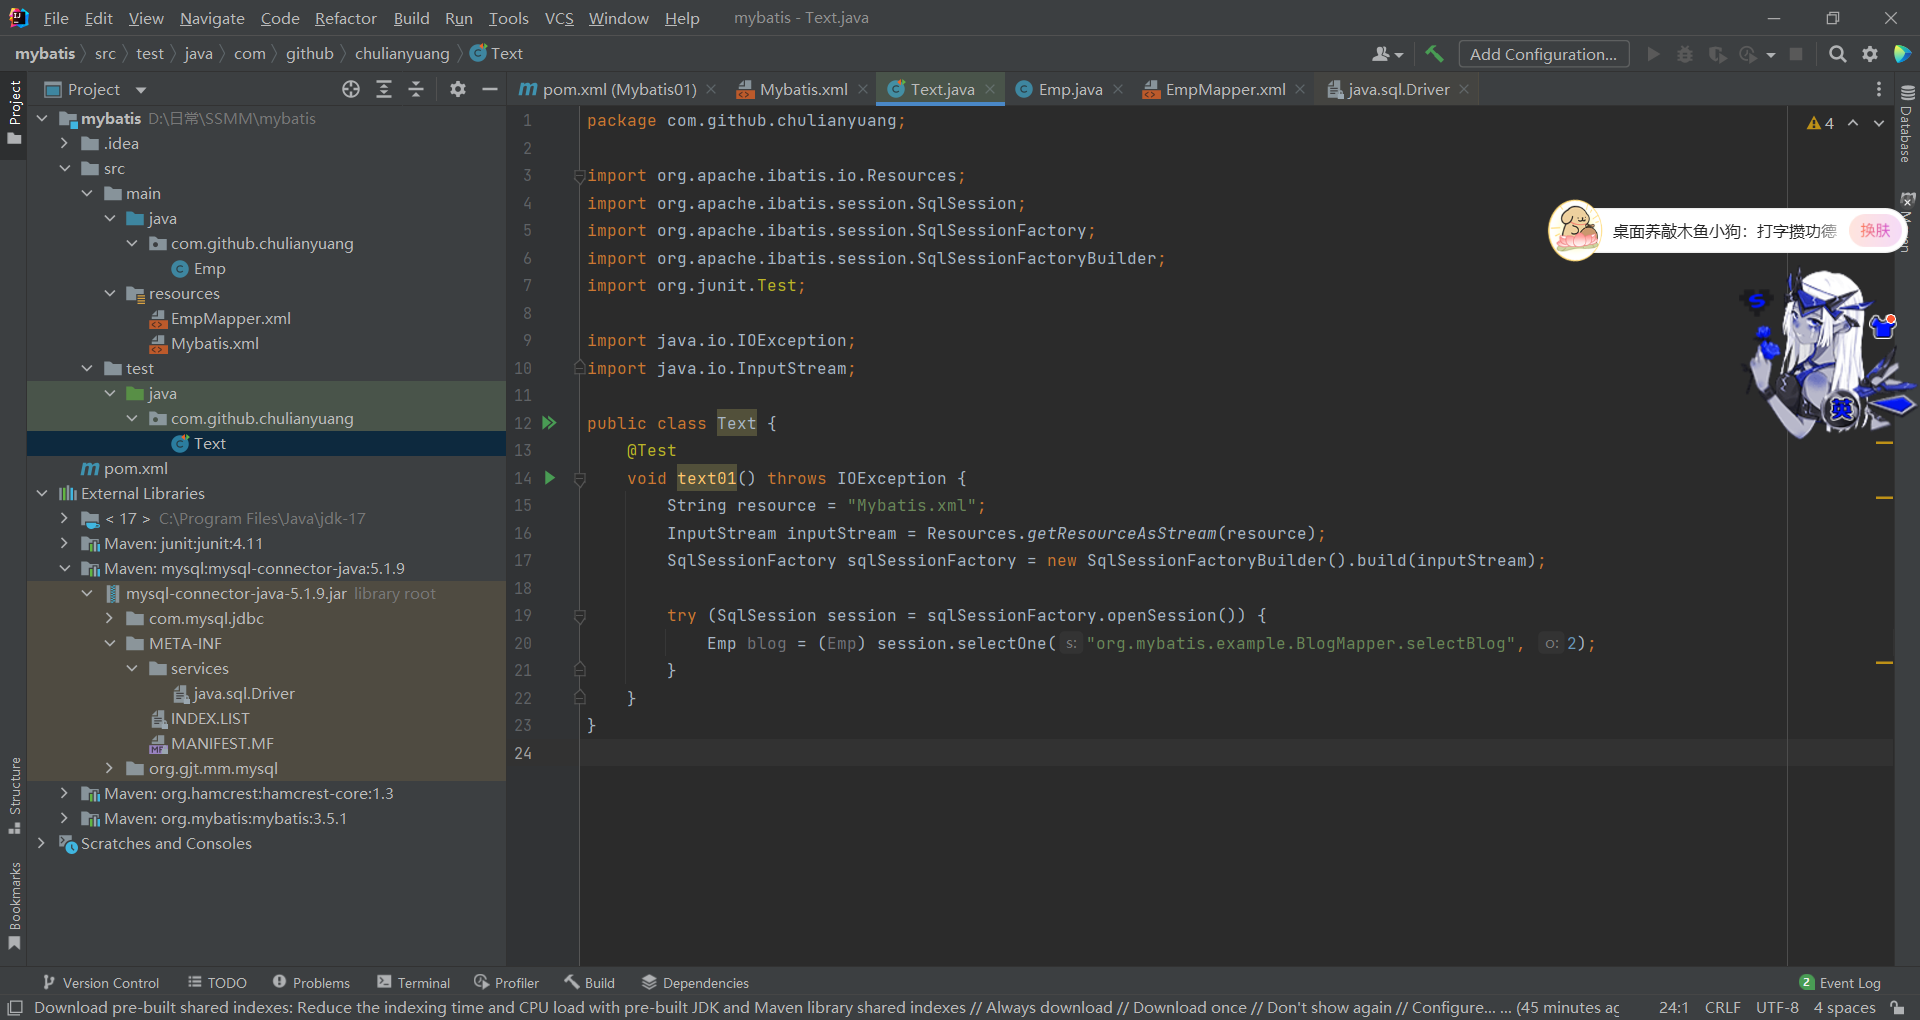 File Edit View Navigate Code Refactor Build Run Tools VCS Window Help mybatis - Text.java
mybatis src test java com github chulianyuang Text
Add Configuration...
Project
pom.xml (Mybatis01) Mybatis.xml Text.java Emp.java EmpMapper.xml java.sql.Driver
Project
Structure
Bookmarks
mybatis D:\日常\SSMM\mybatis
.idea
src
main
java
com.github.chulianyuang
Emp
resources
EmpMapper.xml
Mybatis.xml
test
java
com.github.chulianyuang
Text
pom.xml
External Libraries
< 17 > C:\Program Files\Java\jdk-17
Maven: junit:junit:4.11
Maven: mysql:mysql-connector-java:5.1.9
mysql-connector-java-5.1.9.jar library root
com.mysql.jdbc
META-INF
services
java.sql.Driver
INDEX.LIST
MANIFEST.MF
org.gjt.mm.mysql
Maven: org.hamcrest:hamcrest-core:1.3
Maven: org.mybatis:mybatis:3.5.1
Scratches and Consoles
1 package com.github.chulianyuang;
2
3 import org.apache.ibatis.io.Resources;
4 import org.apache.ibatis.session.SqlSession;
5 import org.apache.ibatis.session.SqlSessionFactory;
6 import org.apache.ibatis.session.SqlSessionFactoryBuilder;
7 import org.junit.Test;
8
9 import java.io.IOException;
10 import java.io.InputStream;
11
12 public class Text {
13 @Test
14 void text01() throws IOException {
15 String resource = "Mybatis.xml";
16 InputStream inputStream = Resources.getResourceAsStream(resource);
17 SqlSessionFactory sqlSessionFactory = new SqlSessionFactoryBuilder().build(inputStream);
18
19 try (SqlSession session = sqlSessionFactory.openSession()) {
20 Emp blog = (Emp) session.selectOne( s: "org.mybatis.example.BlogMapper.selectBlog", o: 2);
21 }
22 }
23 }
24
4
Database
桌面养敲木鱼小狗：打字攒功德 换肤
S
英
Version Control TODO Problems Terminal Profiler Build Dependencies 2 Event Log
Download pre-built shared indexes: Reduce the indexing time and CPU load with pre-built JDK and Maven library shared indexes // Always download // Download once // Don't show again // Configure... ... (45 minutes ag 24:1 CRLF UTF-8 4 spaces